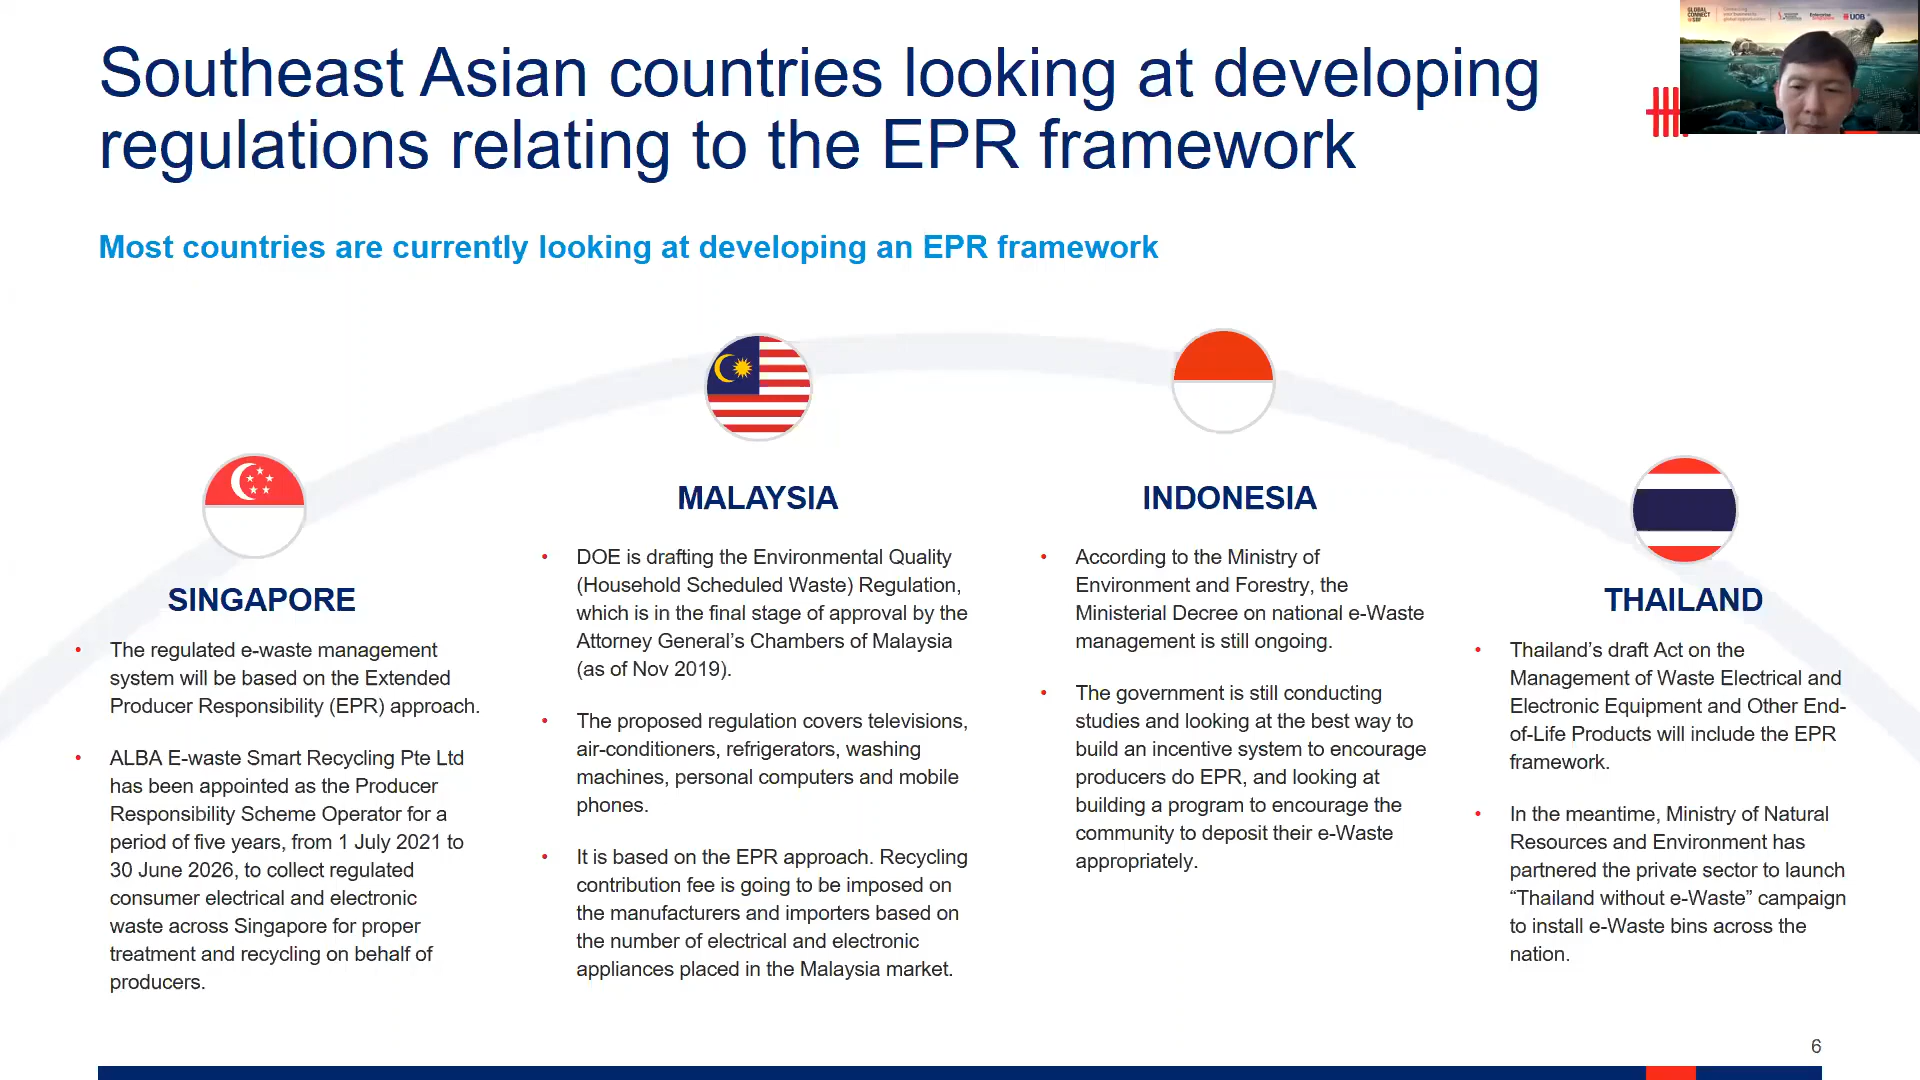 Southeast Asian countries looking at developing
regulations relating to the EPR framework
GLOBAL
CONNECT
@SBF
UOB
Most countries are currently looking at developing an EPR framework
SINGAPORE
• The regulated e-waste management
system will be based on the Extended
Producer Responsibility (EPR) approach.
• ALBA E-waste Smart Recycling Pte Ltd
has been appointed as the Producer
Responsibility Scheme Operator for a
period of five years, from 1 July 2021 to
30 June 2026, to collect regulated
consumer electrical and electronic
waste across Singapore for proper
treatment and recycling on behalf of
producers.
MALAYSIA
• DOE is drafting the Environmental Quality
(Household Scheduled Waste) Regulation,
which is in the final stage of approval by the
Attorney General’s Chambers of Malaysia
(as of Nov 2019).
• The proposed regulation covers televisions,
air-conditioners, refrigerators, washing
machines, personal computers and mobile
phones.
• It is based on the EPR approach. Recycling
contribution fee is going to be imposed on
the manufacturers and importers based on
the number of electrical and electronic
appliances placed in the Malaysia market.
INDONESIA
• According to the Ministry of
Environment and Forestry, the
Ministerial Decree on national e-Waste
management is still ongoing.
• The government is still conducting
studies and looking at the best way to
build an incentive system to encourage
producers do EPR, and looking at
building a program to encourage the
community to deposit their e-Waste
appropriately.
THAILAND
• Thailand’s draft Act on the
Management of Waste Electrical and
Electronic Equipment and Other End-
of-Life Products will include the EPR
framework.
• In the meantime, Ministry of Natural
Resources and Environment has
partnered the private sector to launch
“Thailand without e-Waste” campaign
to install e-Waste bins across the
nation.
6